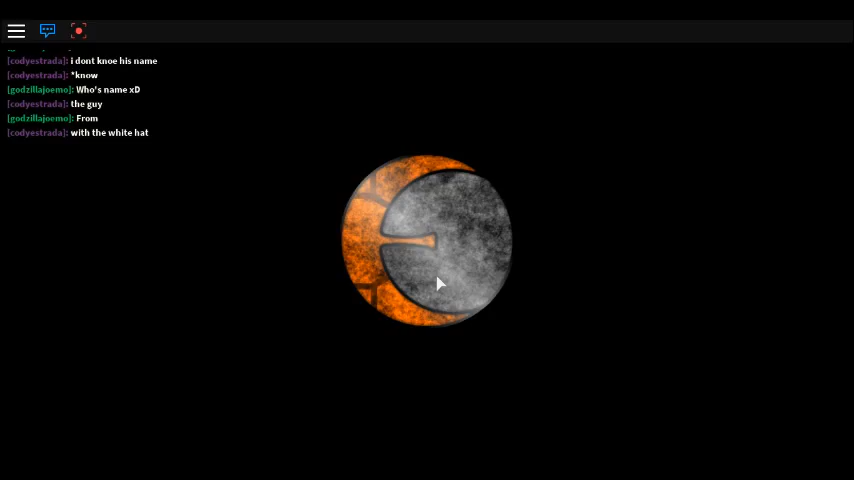 [codyestrada]: i dont knoe his name
[codyestrada]: *know
[godzillajoemo]: Who's name xD
[codyestrada]: the guy
[godzillajoemo]: From
[codyestrada]: with the white hat